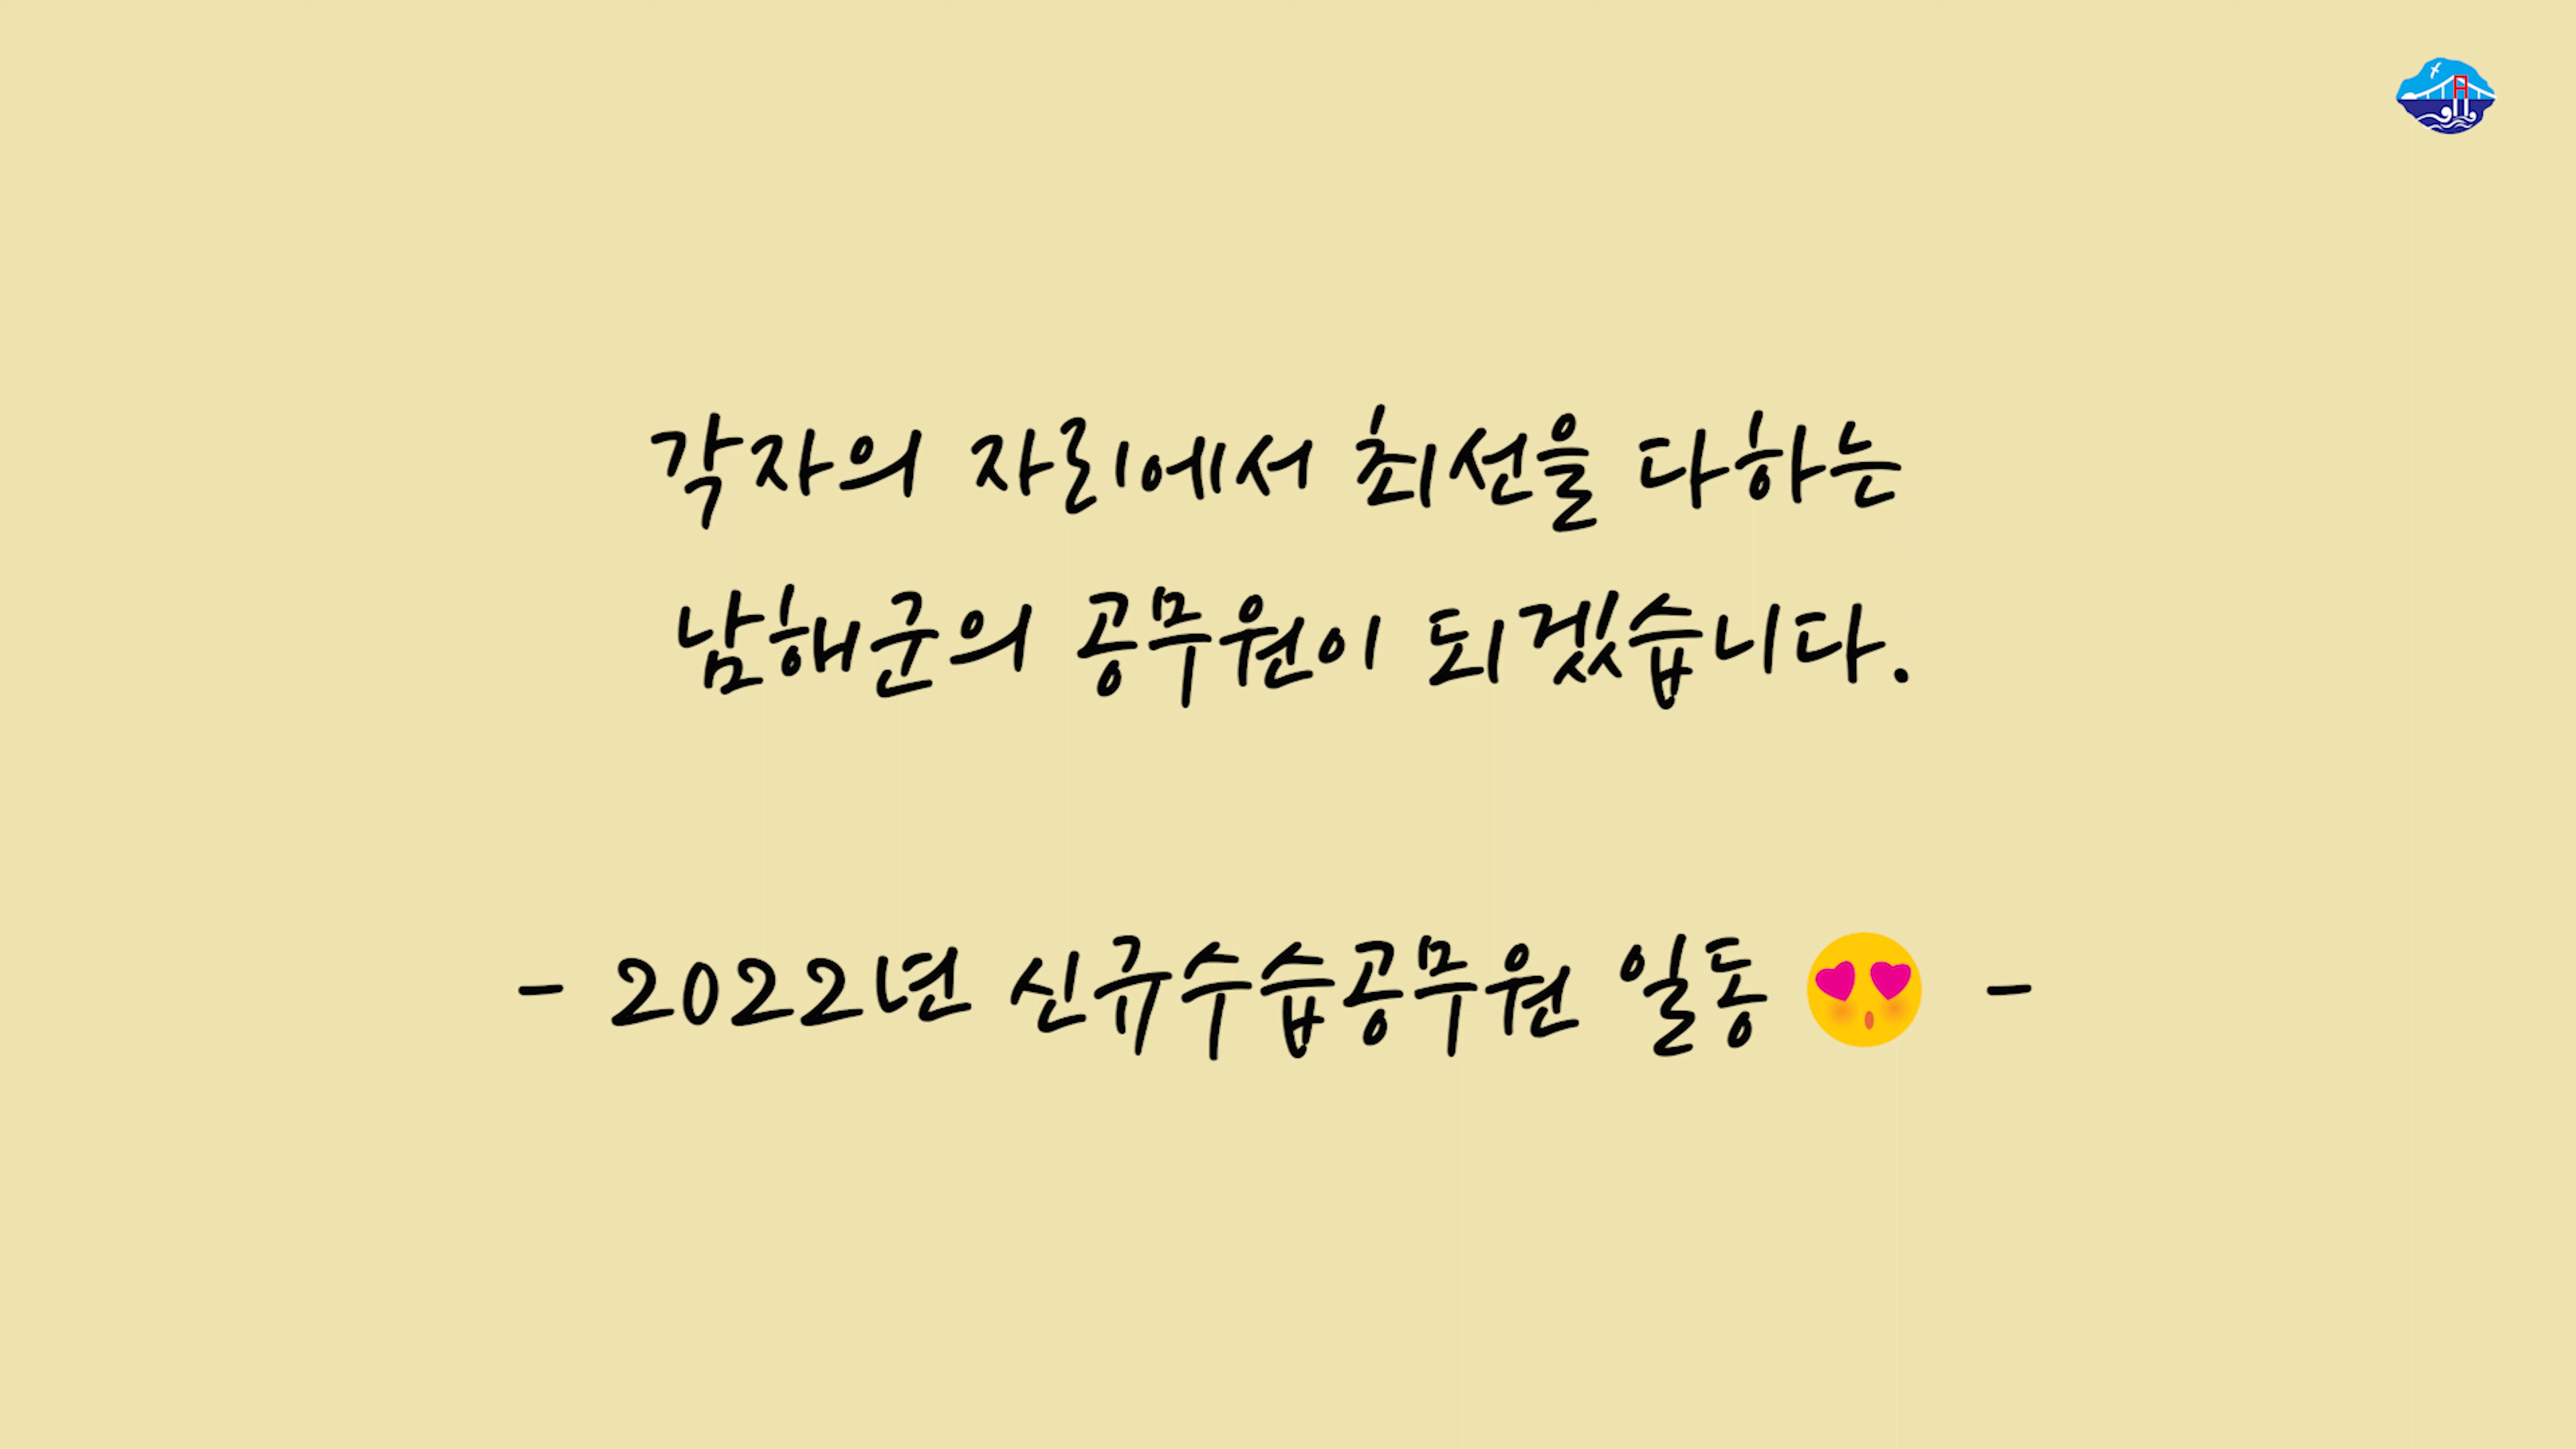 각자의 자리에서 최선을 다하는
남해군의 공무원이 되겠습니다.
- 2022년 신규수습공무원 일동 😍 -